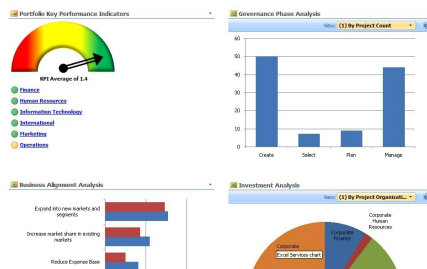 Portfolio Key Performance Indicators
KPI Average of 1.4
Finance
Human Resources
Information Technology
International
Marketing
Operations
Governance Phase Analysis
View: (1) By Project Count
60
50
40
30
20
10
0
Create Select Plan Manage
Business Alignment Analysis
Expand into new markets and
segments
Increase market share in existing
markets
Reduce Expense Base
Investment Analysis
View: (1) By Project Organizati...
Corporate
Human
Resources
Corporate
Finance
Corporate
Excel Services chart